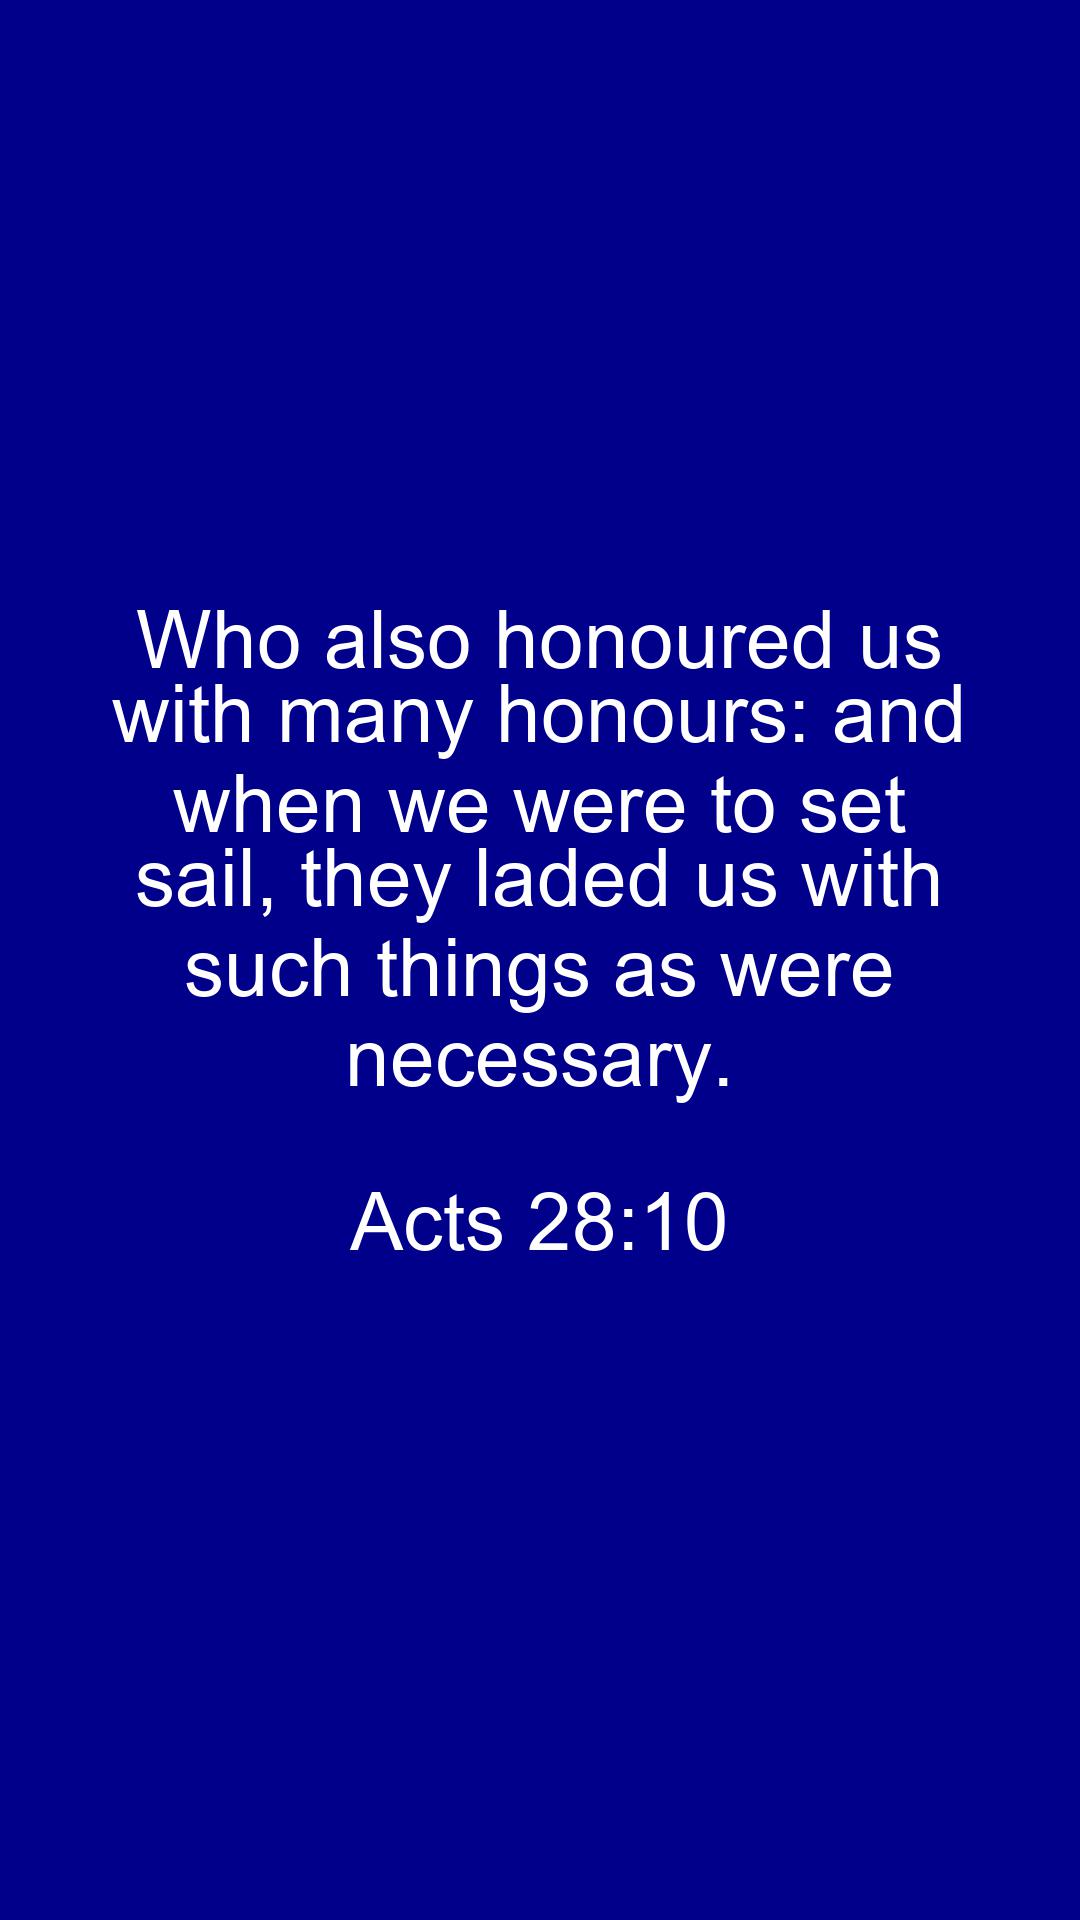 Who also honoured us
with many honours: and
when we were to set
sail, they laded us with
such things as were
necessary.
Acts 28:10